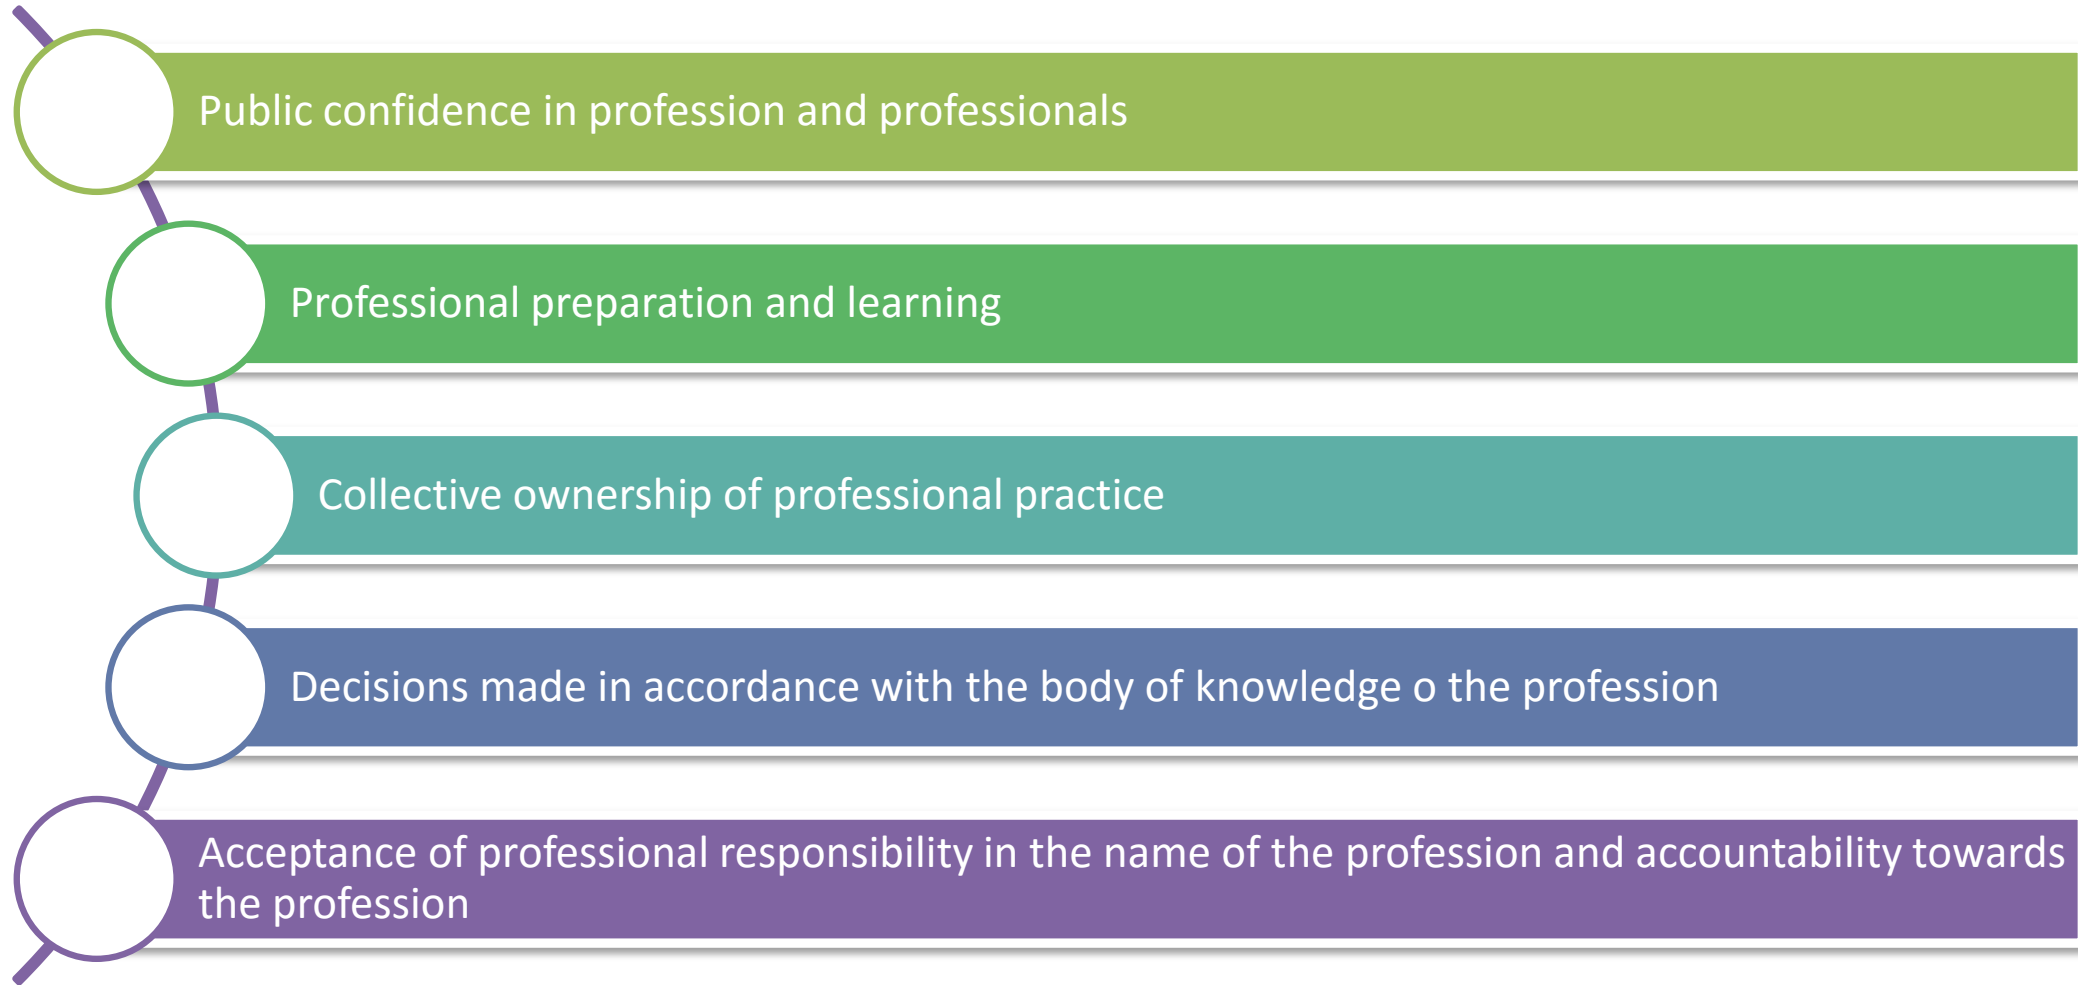 Public confidence in profession and professionals
Professional preparation and learning
Collective ownership of professional practice
Decisions made in accordance with the body of knowledge o the profession
Acceptance of professional responsibility in the name of the profession and accountability towards
the profession